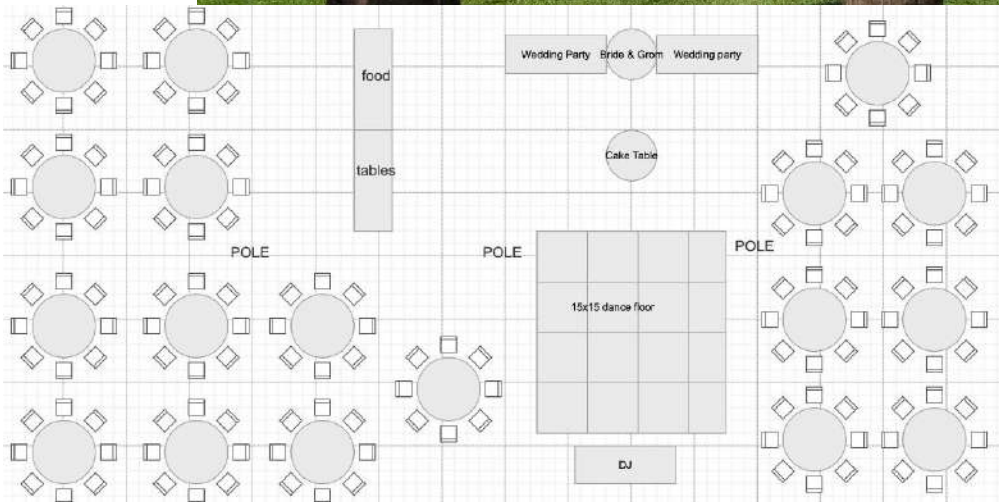 food
tables
Wedding Party
Bride & Grom
Wedding party
Cake Table
POLE
POLE
POLE
15x15 dance floor
DJ